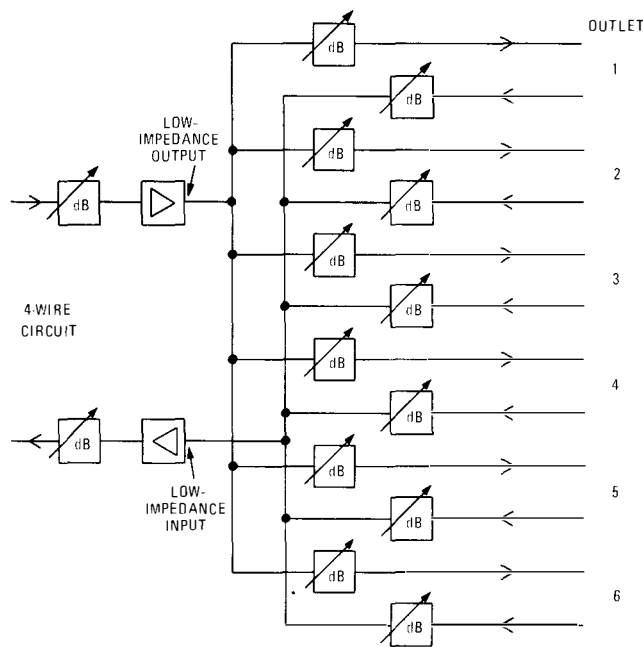 OUTLET
dB
1
dB
LOW-
IMPEDANCE
OUTPUT
dB
2
dB
dB
dB
3
4-WIRE
CIRCUIT
dB
dB
4
dB
dB
dB
LOW-
IMPEDANCE
INPUT
5
dB
dB
6
dB